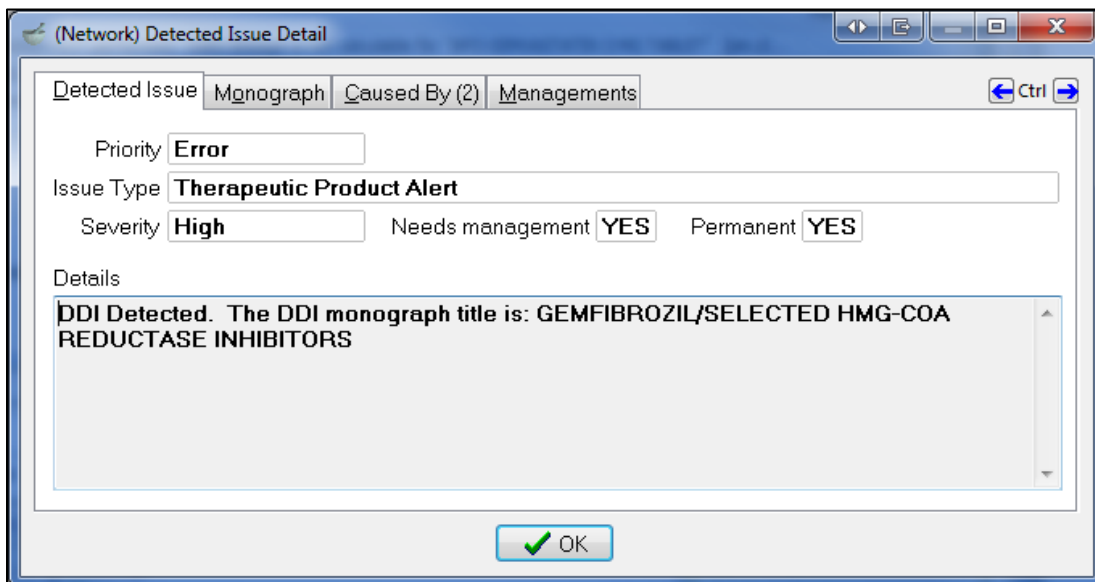 (Network) Detected Issue Detail
Detected Issue Monograph Caused By (2) Managements Ctrl
Priority Error
Issue Type Therapeutic Product Alert
Severity High Needs management YES Permanent YES
Details
DDI Detected. The DDI monograph title is: GEMFIBROZIL/SELECTED HMG-COA
REDUCTASE INHIBITORS
OK